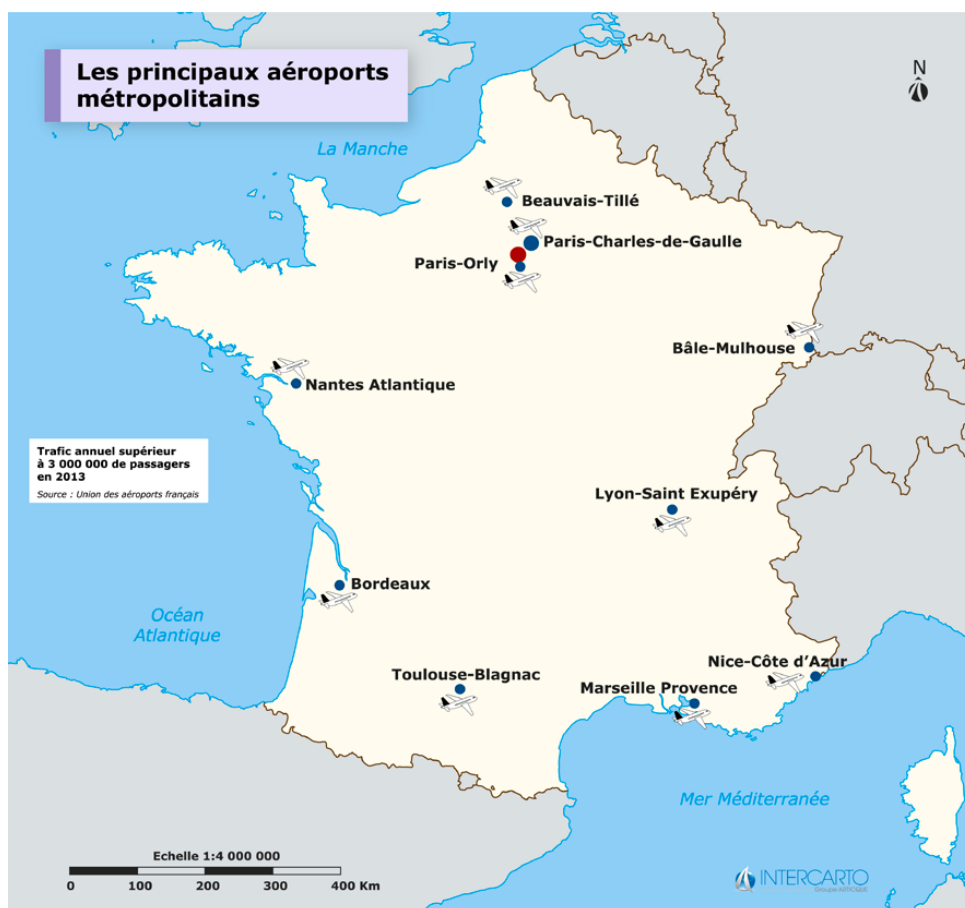 Les principaux aéroports
métropolitains
N
La Manche
Beauvais-Tillé
Paris-Charles-de-Gaulle
Paris-Orly
Bâle-Mulhouse
Nantes Atlantique
Trafic annuel supérieur
à 3 000 000 de passagers
en 2013
Source : Union des aéroports français
Lyon-Saint Exupéry
Bordeaux
Océan
Atlantique
Nice-Côte d'Azur
Toulouse-Blagnac
Marseille Provence
Mer Méditerranée
Echelle 1:4 000 000
0 100 200 300 400 Km
INTERCARTO
Groupe ARTICQUE